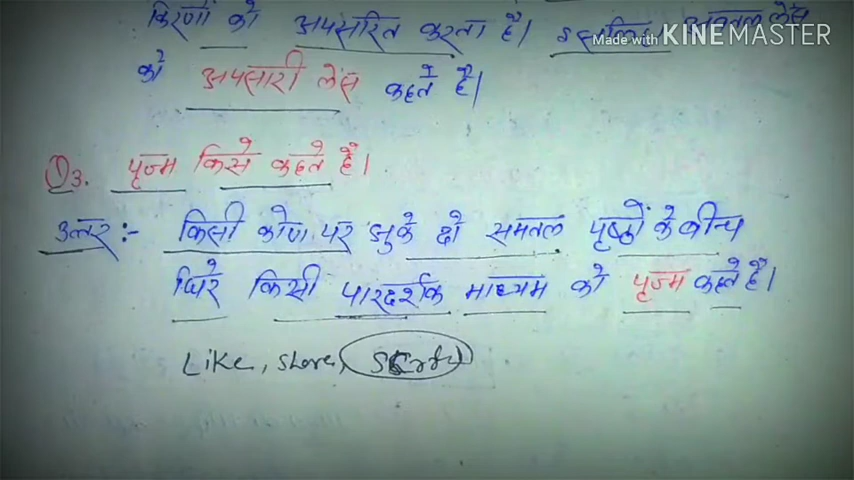 किरणों को अपसरित करता है। इसलिए अवतल लेंस
Made with KINEMASTER
को अपसारी लेंस कहते है।
Q3. पृज्म किसे कहते है।
उत्तर :- किसी कोण पर झुके दो समतल पृष्ठों के बीच
घिरे किसी पारदर्शक माध्यम को पृज्म कहते है।
Like, share,